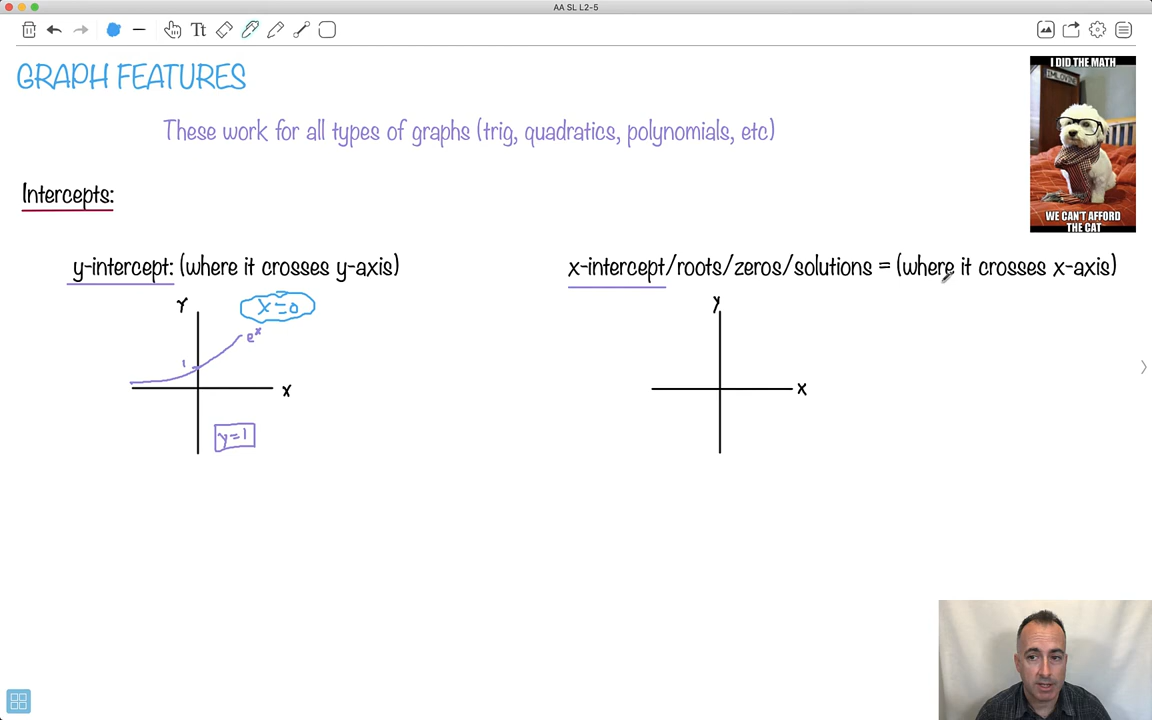 AA SL L2-5
Tt
GRAPH FEATURES
I DID THE MATH
These work for all types of graphs (trig, quadratics, polynomials, etc)
Intercepts:
WE CAN'T AFFORD
THE CAT
y-intercept: (where it crosses y-axis)
x-intercept/roots/zeros/solutions = (where it crosses x-axis)
Y
x=0
y
eˣ
1
x
x
y=1